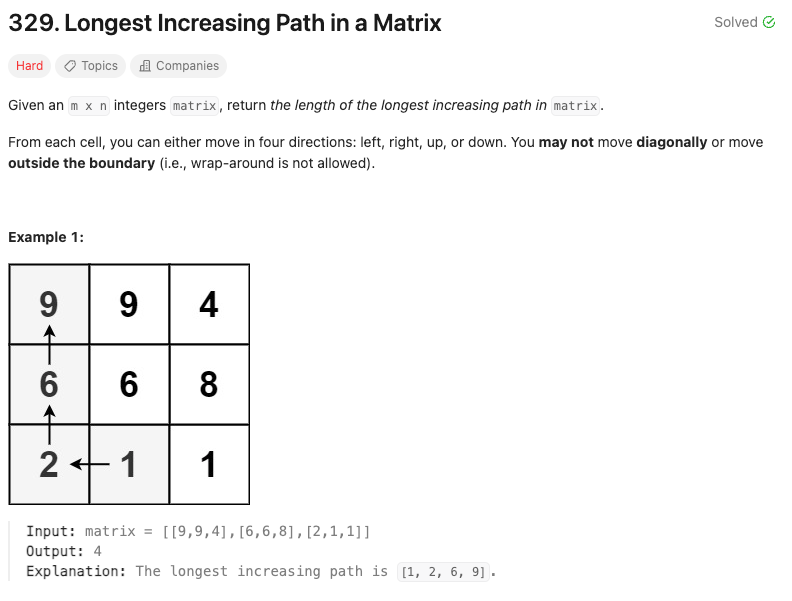 329. Longest Increasing Path in a Matrix
Solved
Hard Topics Companies
Given an m x n integers matrix, return the length of the longest increasing path in matrix.
From each cell, you can either move in four directions: left, right, up, or down. You may not move diagonally or move
outside the boundary (i.e., wrap-around is not allowed).
Example 1:
9 9 4
6 6 8
2 1 1
Input: matrix = [[9,9,4],[6,6,8],[2,1,1]]
Output: 4
Explanation: The longest increasing path is [1, 2, 6, 9].